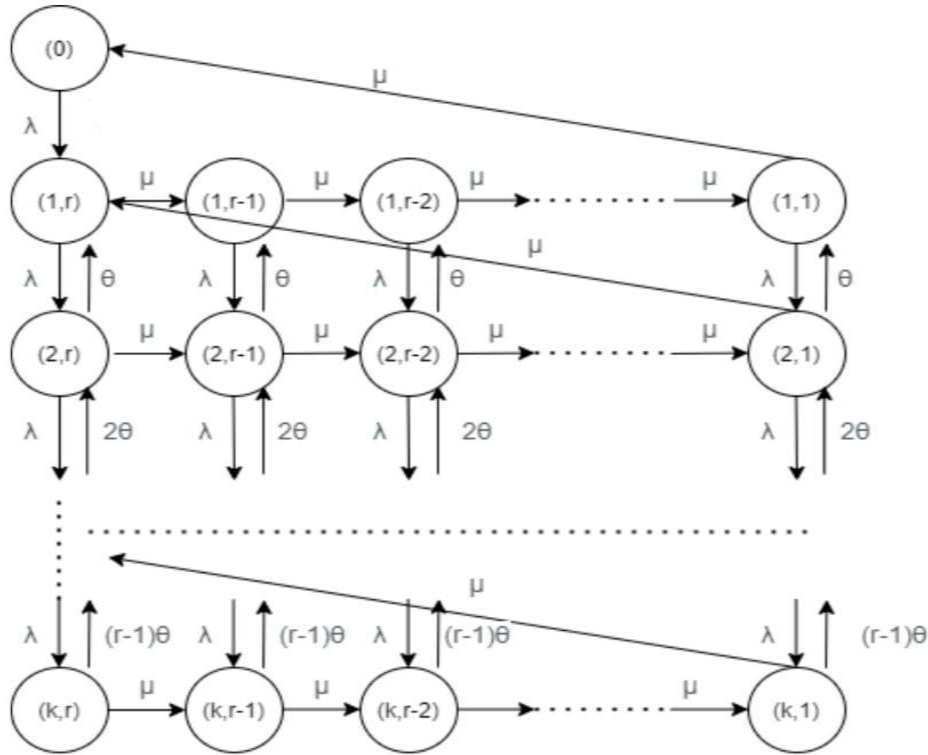 (0)
μ
λ
μ μ μ μ
(1,r) (1,r-1) (1,r-2) (1,1)
μ
λ θ λ θ λ θ λ θ
μ μ μ μ
(2,r) (2,r-1) (2,r-2) (2,1)
λ 2θ λ 2θ λ 2θ λ 2θ
μ
λ (r-1)θ λ (r-1)θ λ (r-1)θ λ (r-1)θ
μ μ μ
(k,r) (k,r-1) (k,r-2) (k,1)